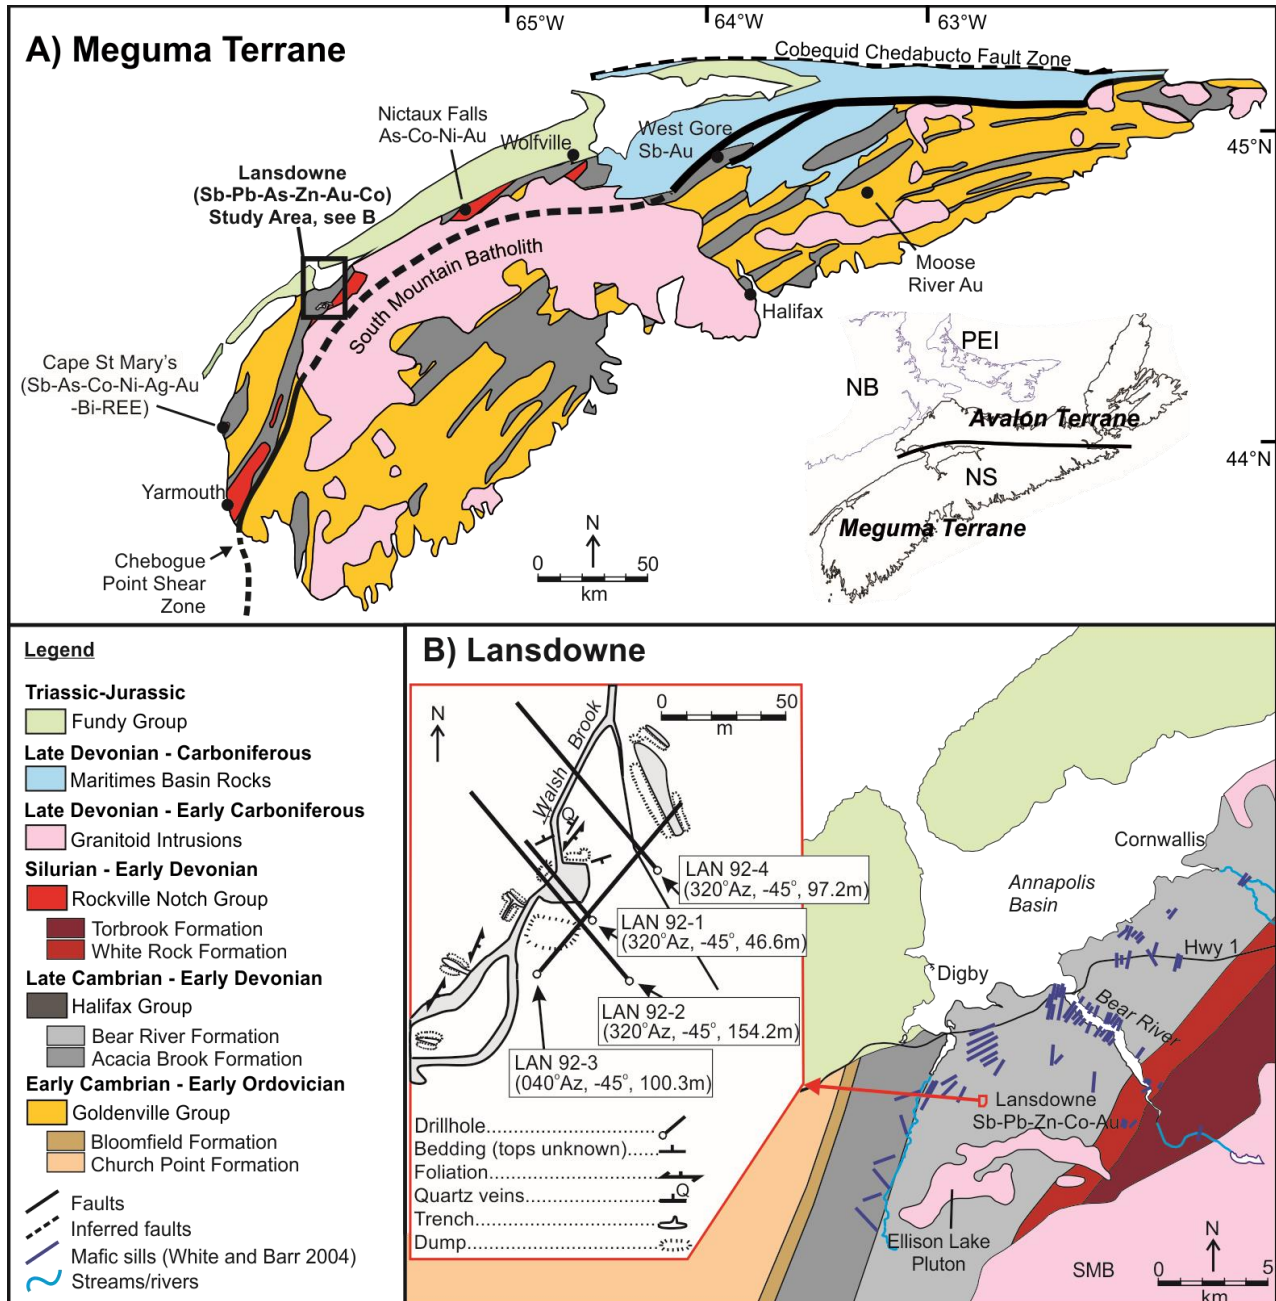 A) Meguma Terrane
65°W
64°W
63°W
Cobequid Chedabucto Fault Zone
Nictaux Falls
As-Co-Ni-Au
Wolfville
West Gore
Sb-Au
45°N
Lansdowne
(Sb-Pb-As-Zn-Au-Co)
Study Area, see B
South Mountain Batholith
Moose
River Au
Halifax
Cape St Mary's
(Sb-As-Co-Ni-Ag-Au
-Bi-REE)
PEI
NB
Avalon Terrane
44°N
NS
Meguma Terrane
Yarmouth
Chebogue
Point Shear
Zone
N
0 50
km
Legend
Triassic-Jurassic
Fundy Group
Late Devonian - Carboniferous
Maritimes Basin Rocks
Late Devonian - Early Carboniferous
Granitoid Intrusions
Silurian - Early Devonian
Rockville Notch Group
Torbrook Formation
White Rock Formation
Late Cambrian - Early Devonian
Halifax Group
Bear River Formation
Acacia Brook Formation
Early Cambrian - Early Ordovician
Goldenville Group
Bloomfield Formation
Church Point Formation
Faults
Inferred faults
Mafic sills (White and Barr 2004)
Streams/rivers
B) Lansdowne
N
0 50
m
Walsh Brook
Q
LAN 92-4
(320°Az, -45°, 97.2m)
LAN 92-1
(320°Az, -45°, 46.6m)
LAN 92-2
(320°Az, -45°, 154.2m)
LAN 92-3
(040°Az, -45°, 100.3m)
Drillhole
Bedding (tops unknown)
Foliation
Quartz veins
Q
Trench
Dump
Cornwallis
Annapolis
Basin
Hwy 1
Digby
Bear River
Lansdowne
Sb-Pb-Zn-Co-Au
Ellison Lake
Pluton
SMB
N
0 5
km